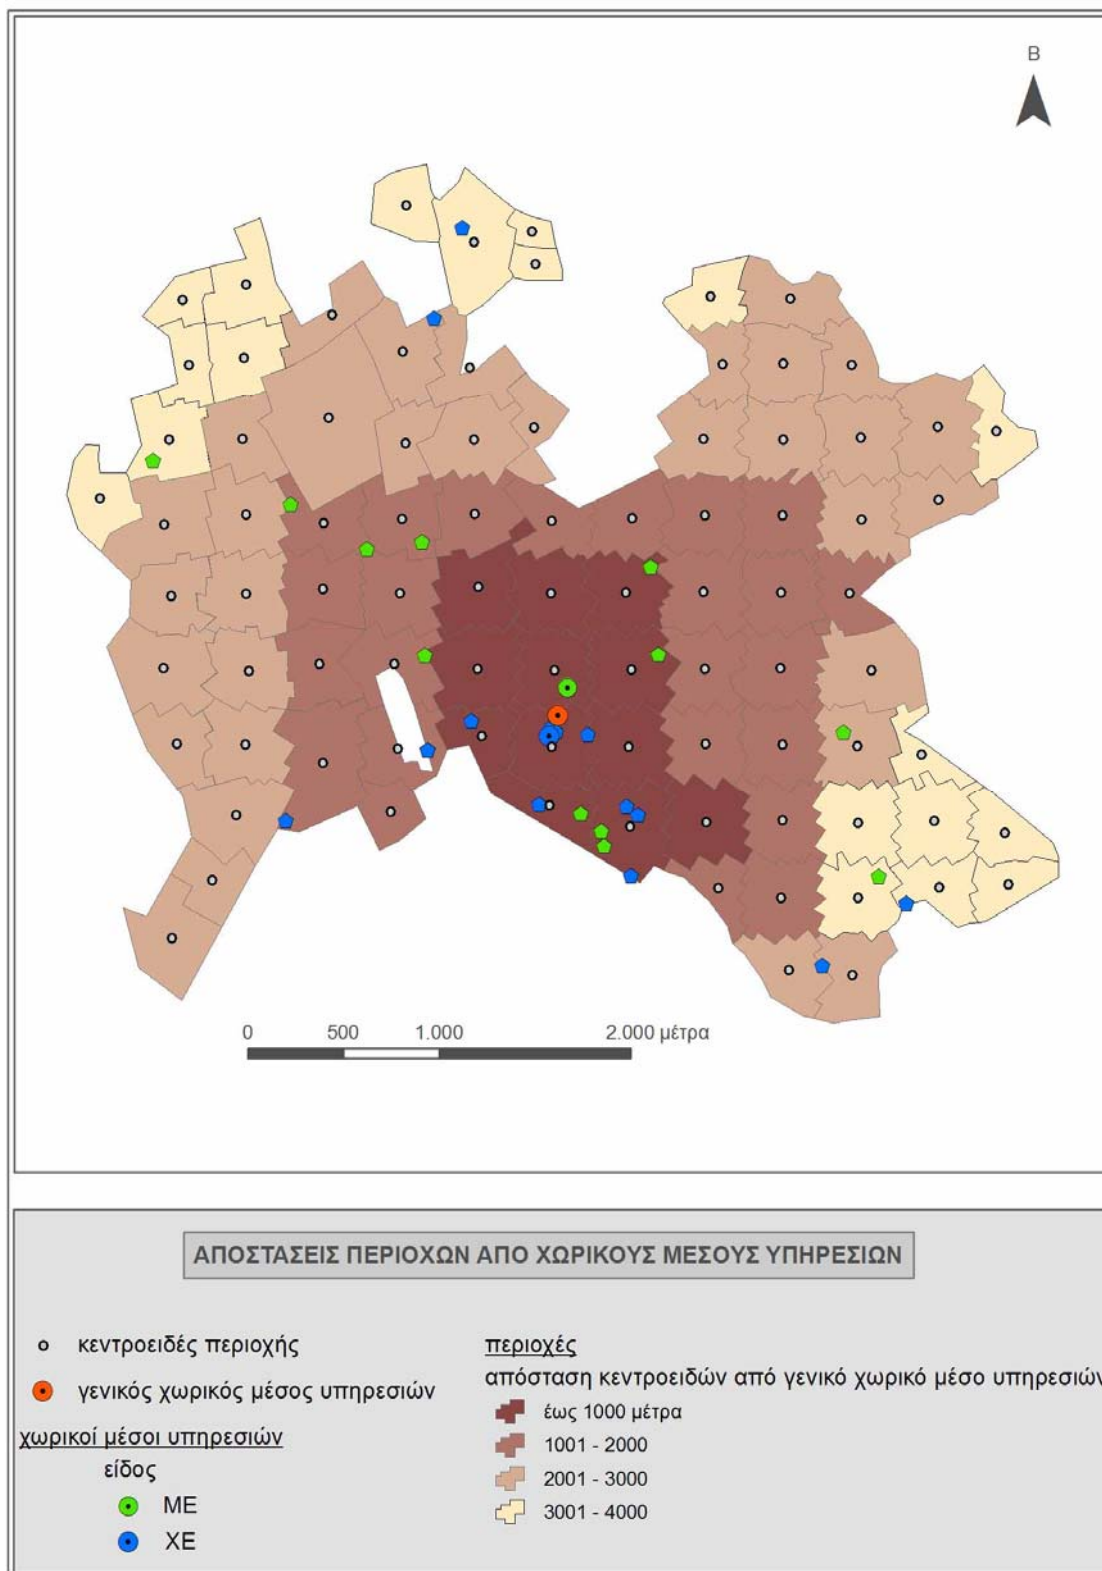 Β
0 500 1.000 2.000 μέτρα
ΑΠΟΣΤΑΣΕΙΣ ΠΕΡΙΟΧΩΝ ΑΠΟ ΧΩΡΙΚΟΥΣ ΜΕΣΟΥΣ ΥΠΗΡΕΣΙΩΝ
κεντροειδές περιοχής
γενικός χωρικός μέσος υπηρεσιών
χωρικοί μέσοι υπηρεσιών
είδος
ΜΕ
ΧΕ
περιοχές
απόσταση κεντροειδών από γενικό χωρικό μέσο υπηρεσιών
έως 1000 μέτρα
1001 - 2000
2001 - 3000
3001 - 4000